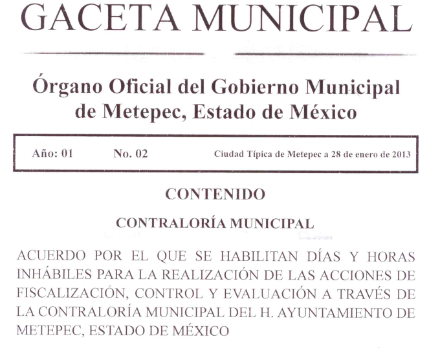 GACETA MUNICIPAL
Órgano Oficial del Gobierno Municipal
de Metepec, Estado de México
Año: 01 No. 02 Ciudad Típica de Metepec a 28 de enero de 2013
CONTENIDO
CONTRALORÍA MUNICIPAL
ACUERDO POR EL QUE SE HABILITAN DÍAS Y HORAS
INHÁBILES PARA LA REALIZACIÓN DE LAS ACCIONES DE
FISCALIZACIÓN, CONTROL Y EVALUACIÓN A TRAVÉS DE
LA CONTRALORÍA MUNICIPAL DEL H. AYUNTAMIENTO DE
METEPEC, ESTADO DE MÉXICO